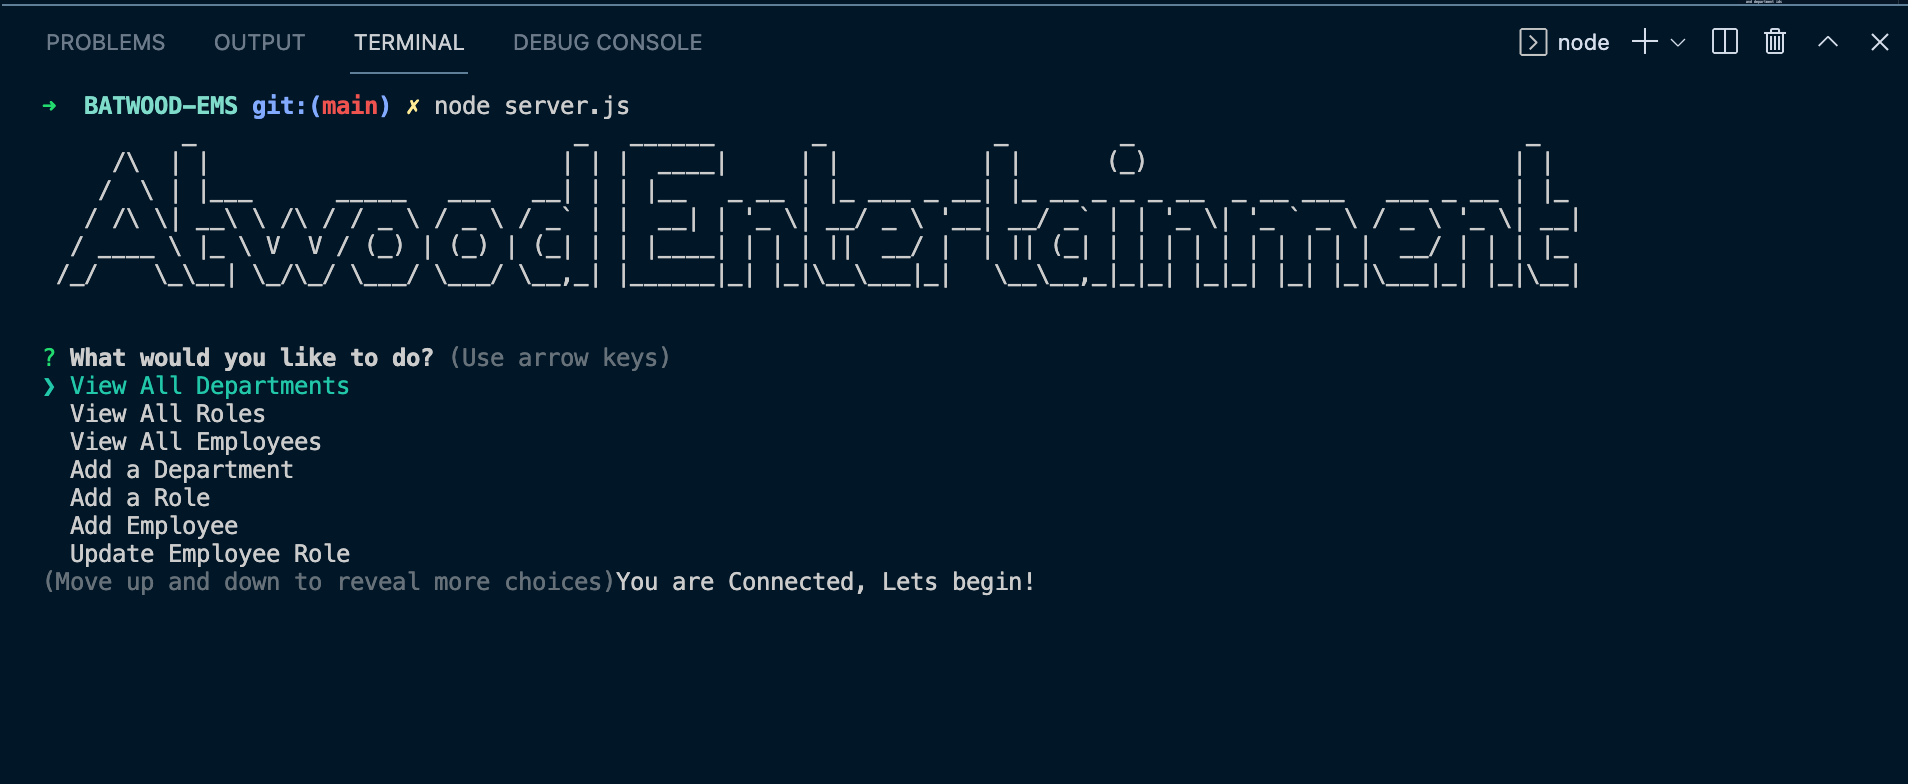 PROBLEMS OUTPUT TERMINAL DEBUG CONSOLE node
➜ BATWOOD-EMS git:(main) ✗ node server.js
Atwood Entertainment
? What would you like to do? (Use arrow keys)
❯ View All Departments
View All Roles
View All Employees
Add a Department
Add a Role
Add Employee
Update Employee Role
(Move up and down to reveal more choices)You are Connected, Lets begin!